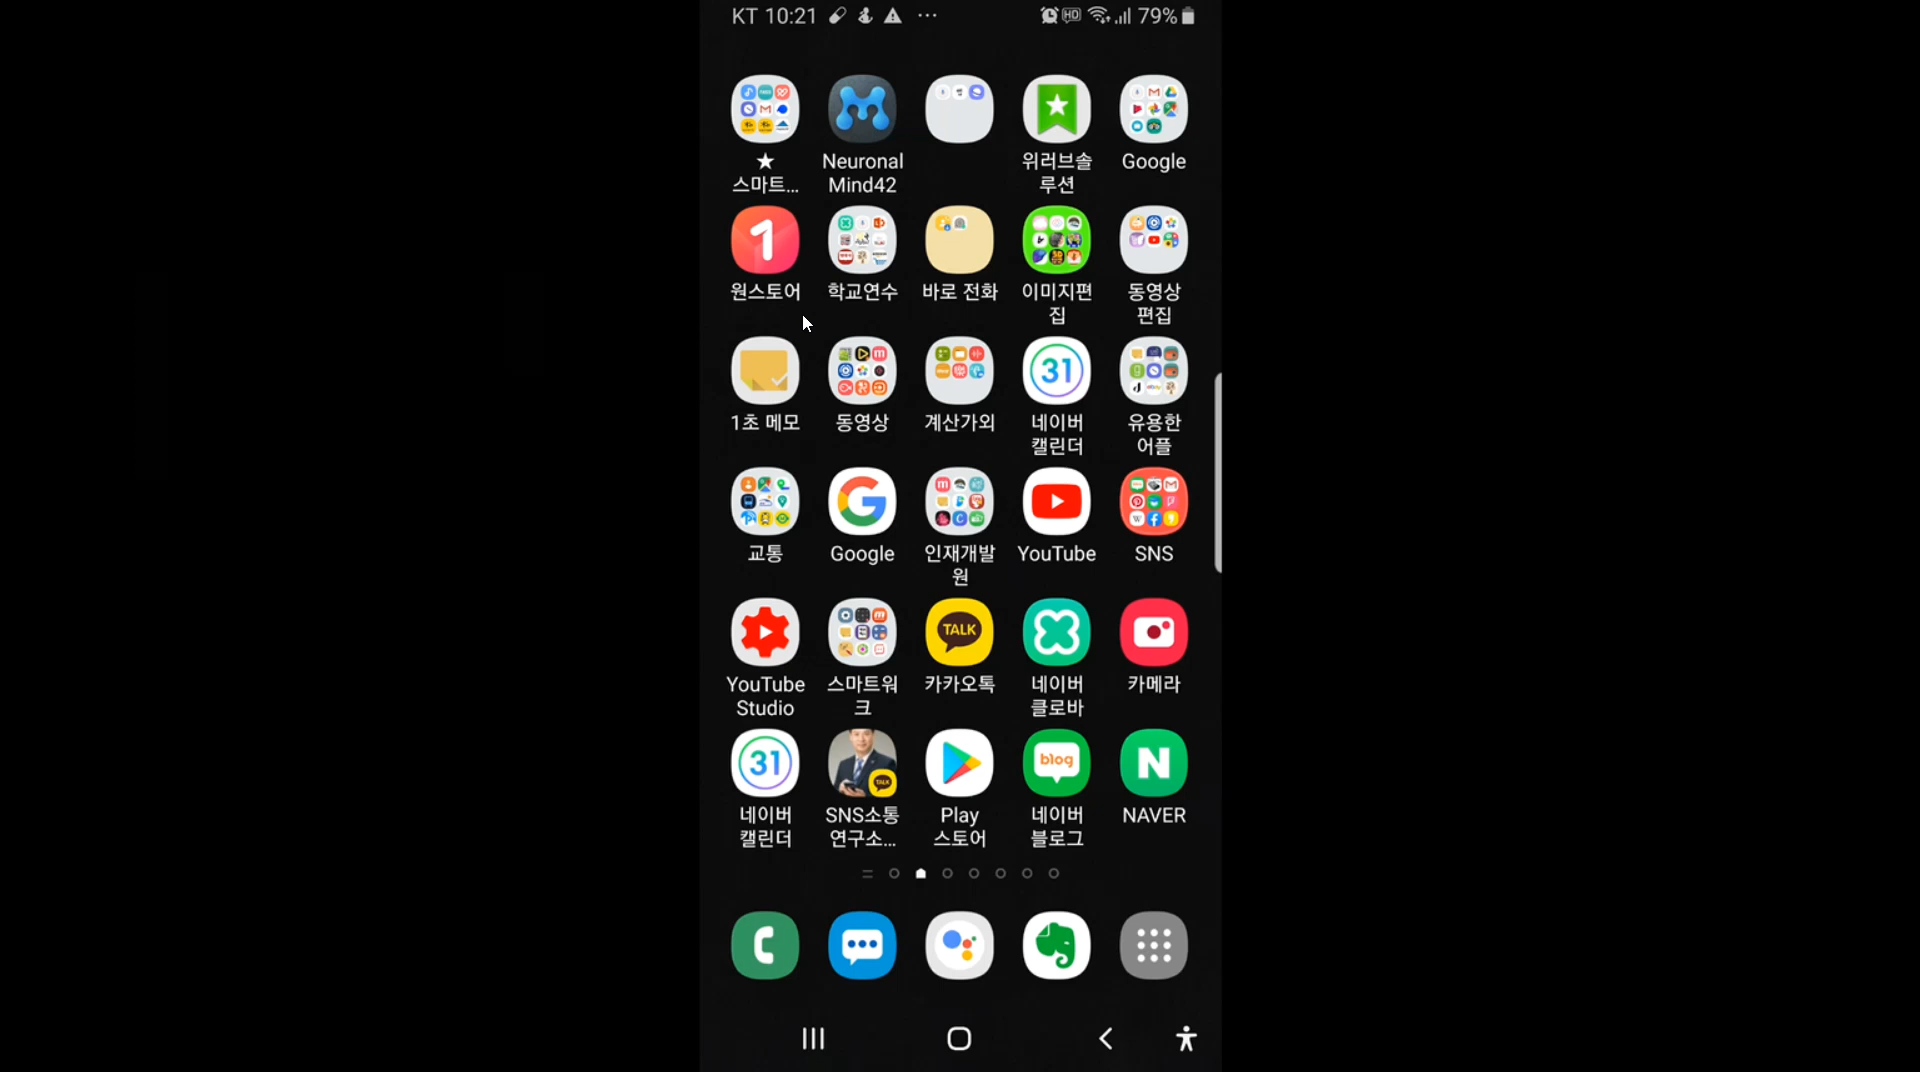 KT 10:21
79%
★
스마트...
Neuronal
Mind42
위러브솔
루션
Google
원스토어
학교연수
바로 전화
이미지편
집
동영상
편집
1초 메모
동영상
계산가외
31
네이버
캘린더
유용한
어플
교통
Google
인재개발
원
YouTube
SNS
YouTube
Studio
스마트워
크
TALK
카카오톡
네이버
클로바
카메라
31
네이버
캘린더
TALK
SNS소통
연구소...
Play
스토어
blog
네이버
블로그
N
NAVER